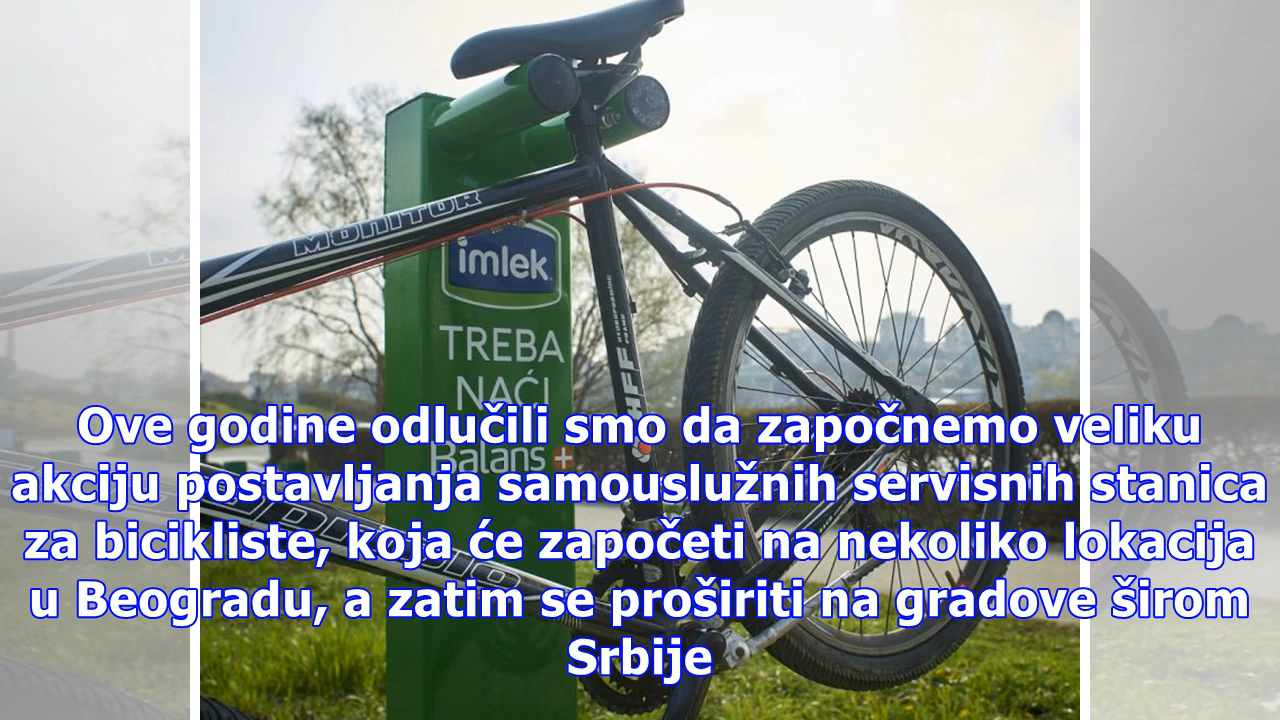 MONITOR
imlek
TREBA
NAĆI
Balans+
Ove godine odlučili smo da započnemo veliku
akciju postavljanja samouslužnih servisnih stanica
za bicikliste, koja će započeti na nekoliko lokacija
u Beogradu, a zatim se proširiti na gradove širom
Srbije